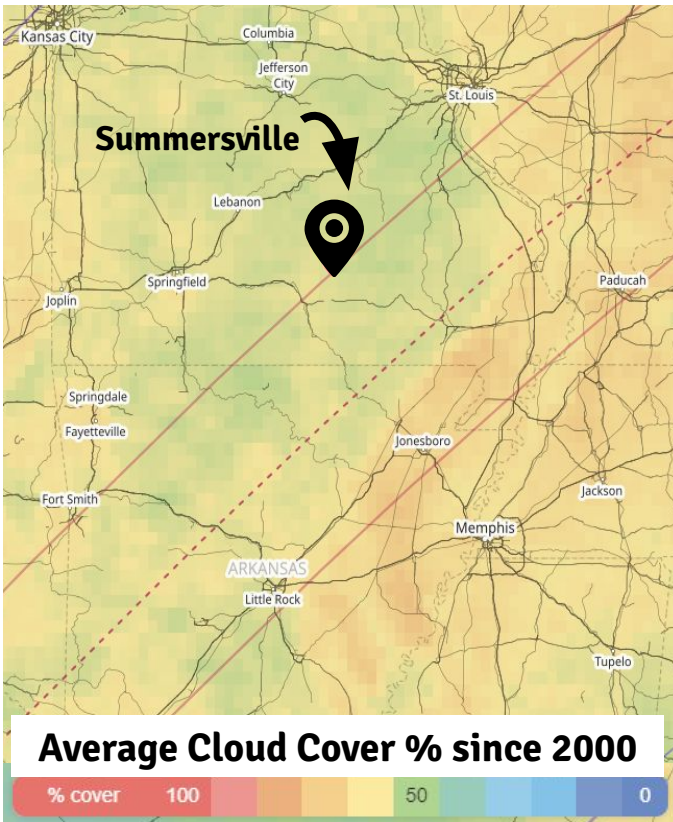 Kansas City
Columbia
Jefferson
City
St. Louis
Summersville
Lebanon
Springfield
Paducah
Joplin
Springdale
Fayetteville
Jonesboro
Fort Smith
Jackson
Memphis
ARKANSAS
Little Rock
Tupelo
Average Cloud Cover % since 2000
% cover 100 50 0